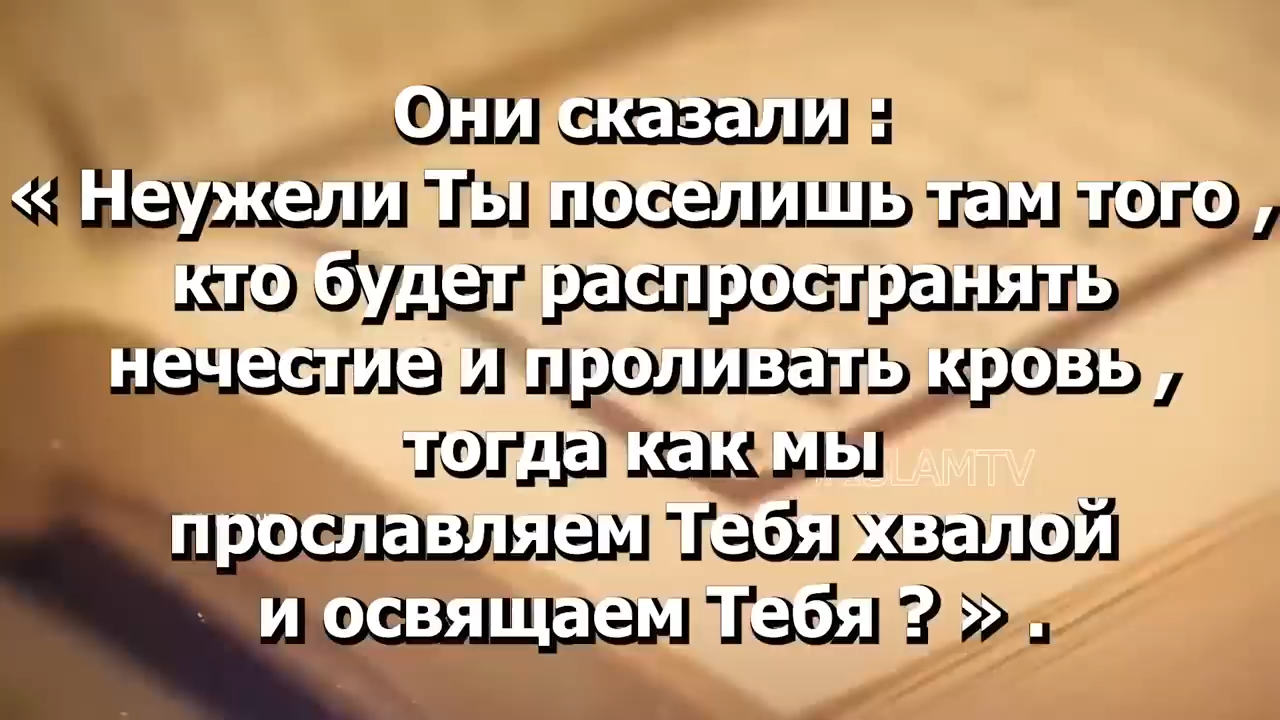 Они сказали :
« Неужели Ты поселишь там того ,
кто будет распространять
нечестие и проливать кровь ,
тогда как мы
прославляем Тебя хвалой
и освящаем Тебя ? » .